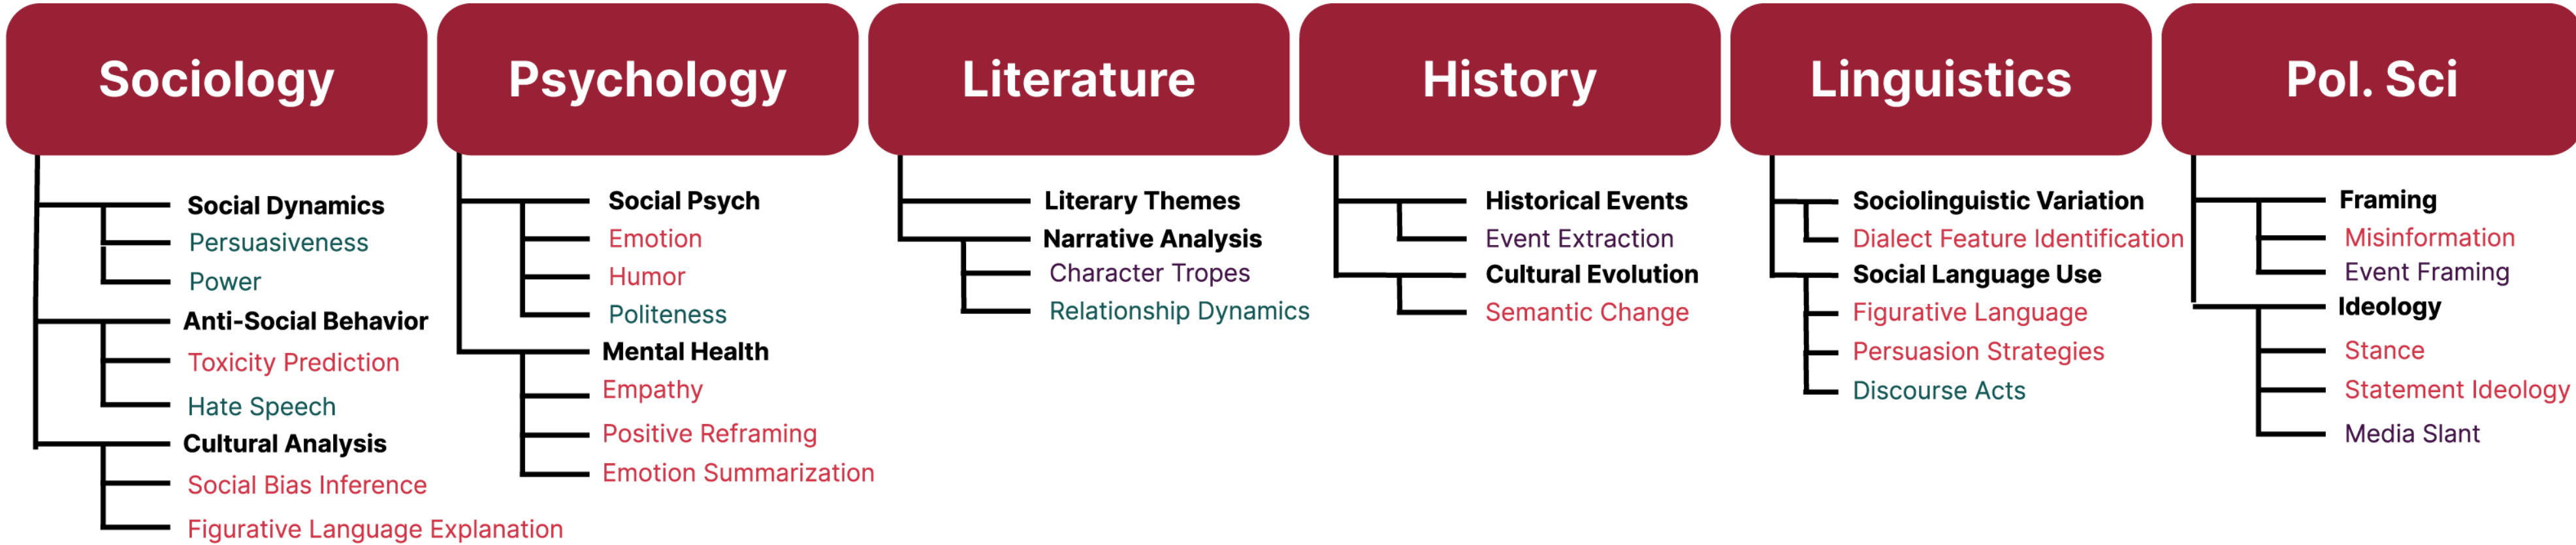 Sociology
Social Dynamics
Persuasiveness
Power
Anti-Social Behavior
Toxicity Prediction
Hate Speech
Cultural Analysis
Social Bias Inference
Figurative Language Explanation
Psychology
Social Psych
Emotion
Humor
Politeness
Mental Health
Empathy
Positive Reframing
Emotion Summarization
Literature
Literary Themes
Narrative Analysis
Character Tropes
Relationship Dynamics
History
Historical Events
Event Extraction
Cultural Evolution
Semantic Change
Linguistics
Sociolinguistic Variation
Dialect Feature Identification
Social Language Use
Figurative Language
Persuasion Strategies
Discourse Acts
Pol. Sci
Framing
Misinformation
Event Framing
Ideology
Stance
Statement Ideology
Media Slant